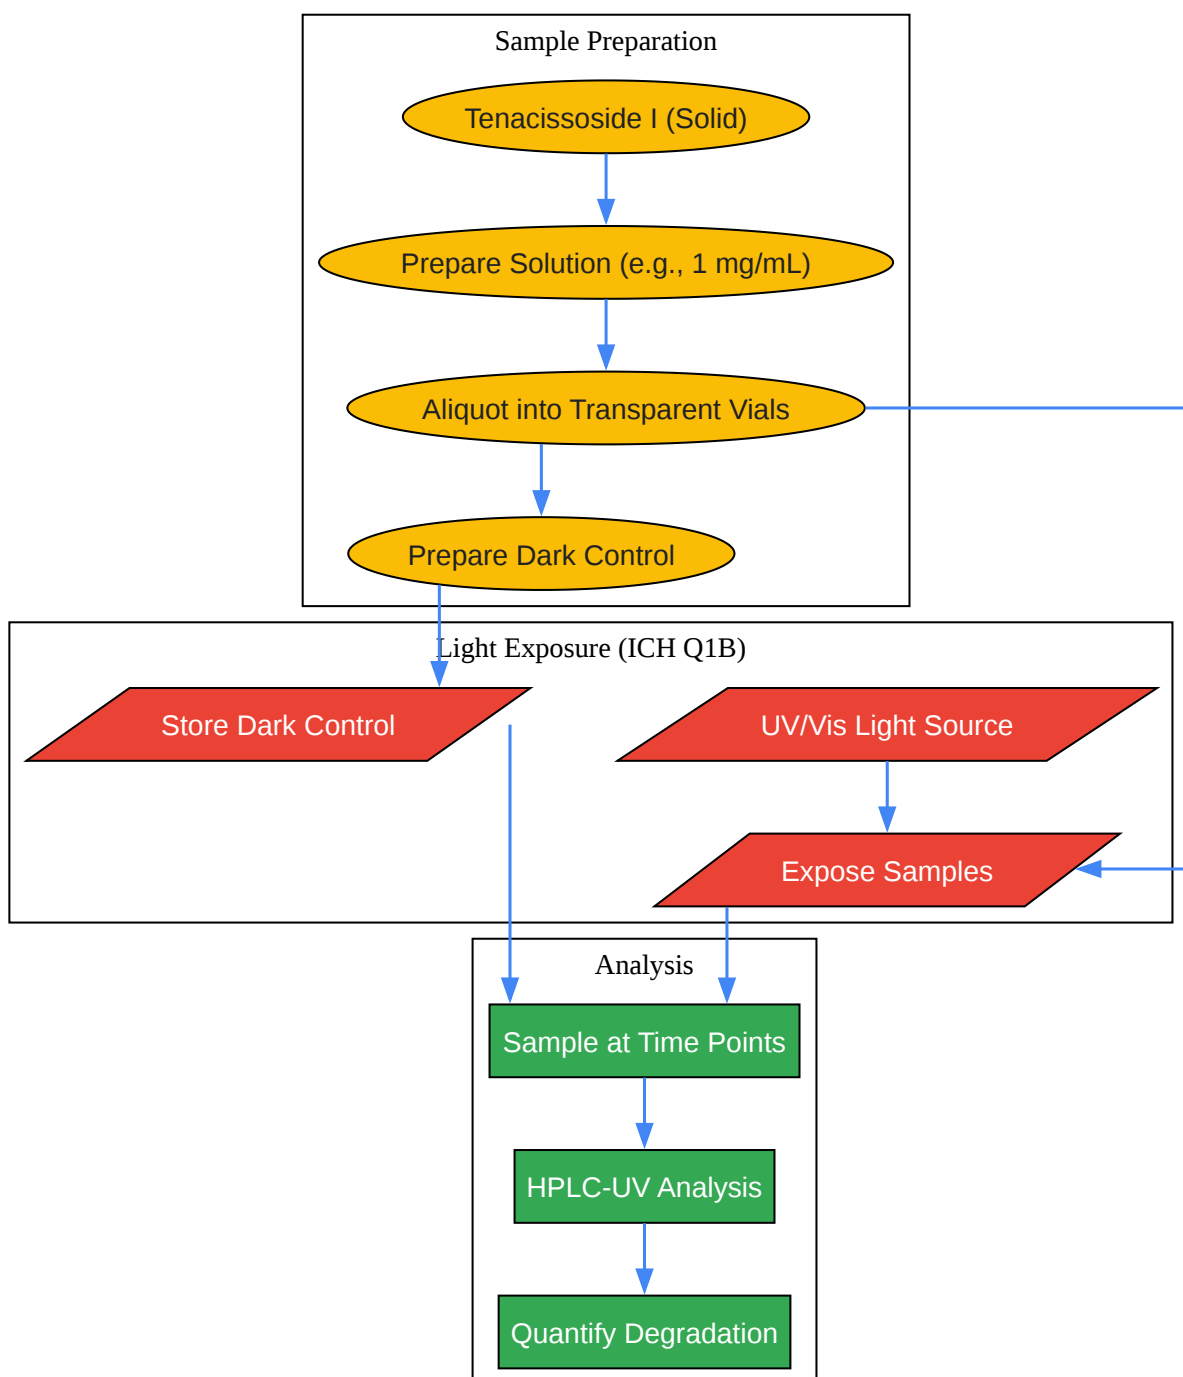 Sample Preparation
Tenacissoside I (Solid)
Prepare Solution (e.g., 1 mg/mL)
Aliquot into Transparent Vials
Prepare Dark Control
Light Exposure (ICH Q1B)
Store Dark Control
UV/Vis Light Source
Expose Samples
Analysis
Sample at Time Points
HPLC-UV Analysis
Quantify Degradation